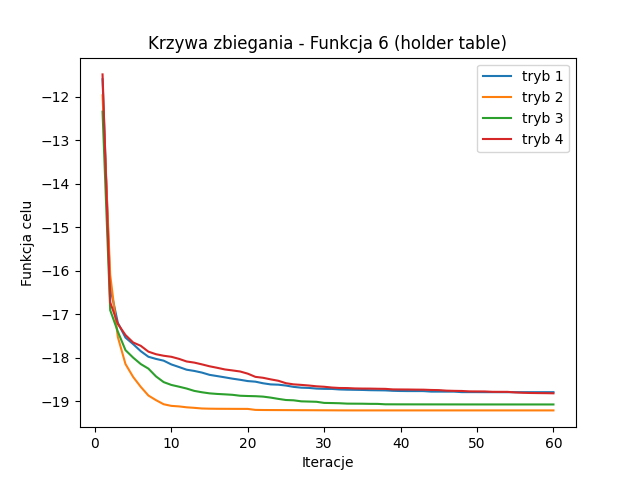 Krzywa zbiegania - Funkcja 6 (holder table)
tryb 1
tryb 2
tryb 3
tryb 4
Funkcja celu
−12
−13
−14
−15
−16
−17
−18
−19
0 10 20 30 40 50 60
Iteracje